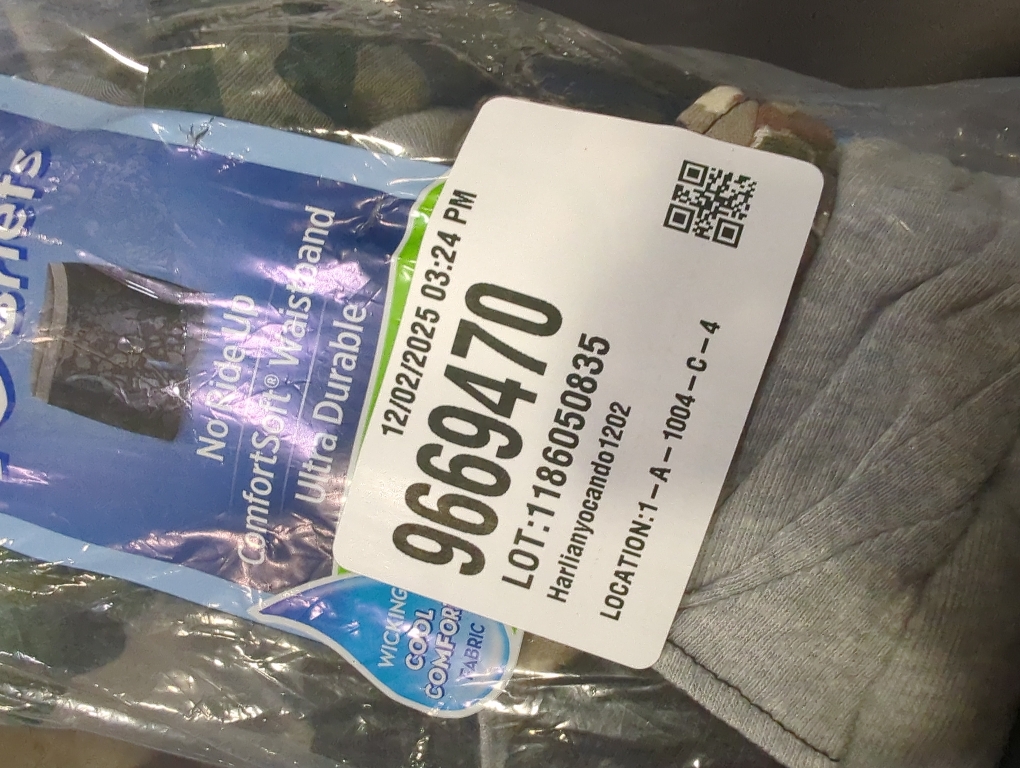 No Ride Up
ComfortSoft® Waistband
Ultra Durable
WICKING
COOL
COMFORT
FABRIC
12/02/2025 03:24 PM
9669470
LOT:1186050835
Harlianyocando1202
LOCATION:1-A-1004-C-4